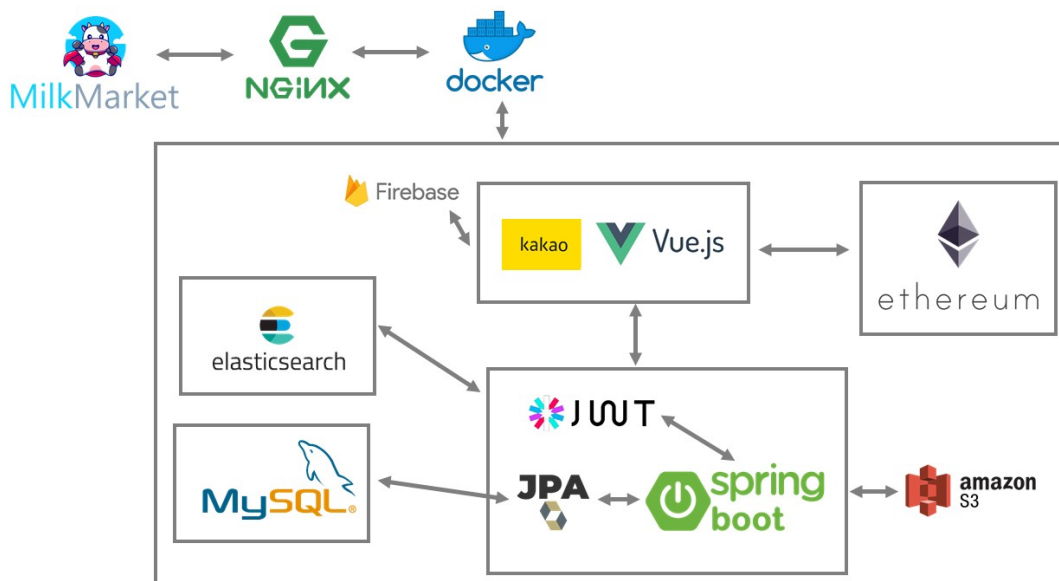 MilkMarket
NGINX
docker
Firebase
kakao
Vue.js
ethereum
elasticsearch
JWT
MySQL®
JPA
spring
boot
amazon
S3